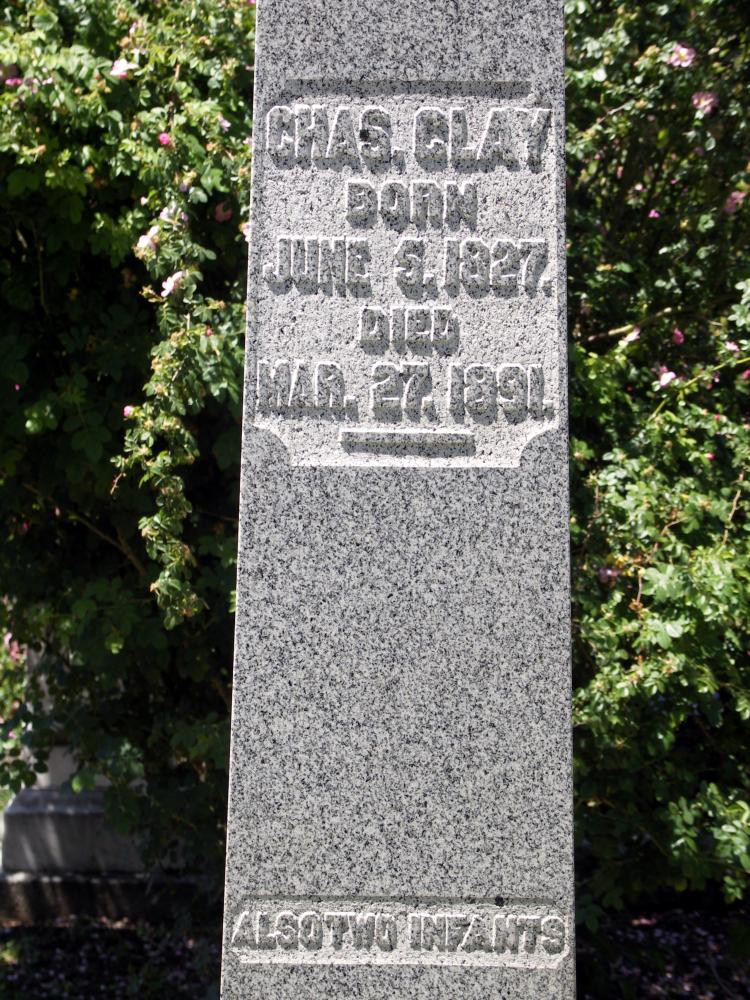 CHAS. CLAY
BORN
JUNE 5, 1827.
DIED
MAR. 27, 1891.
ALSO TWO INFANTS